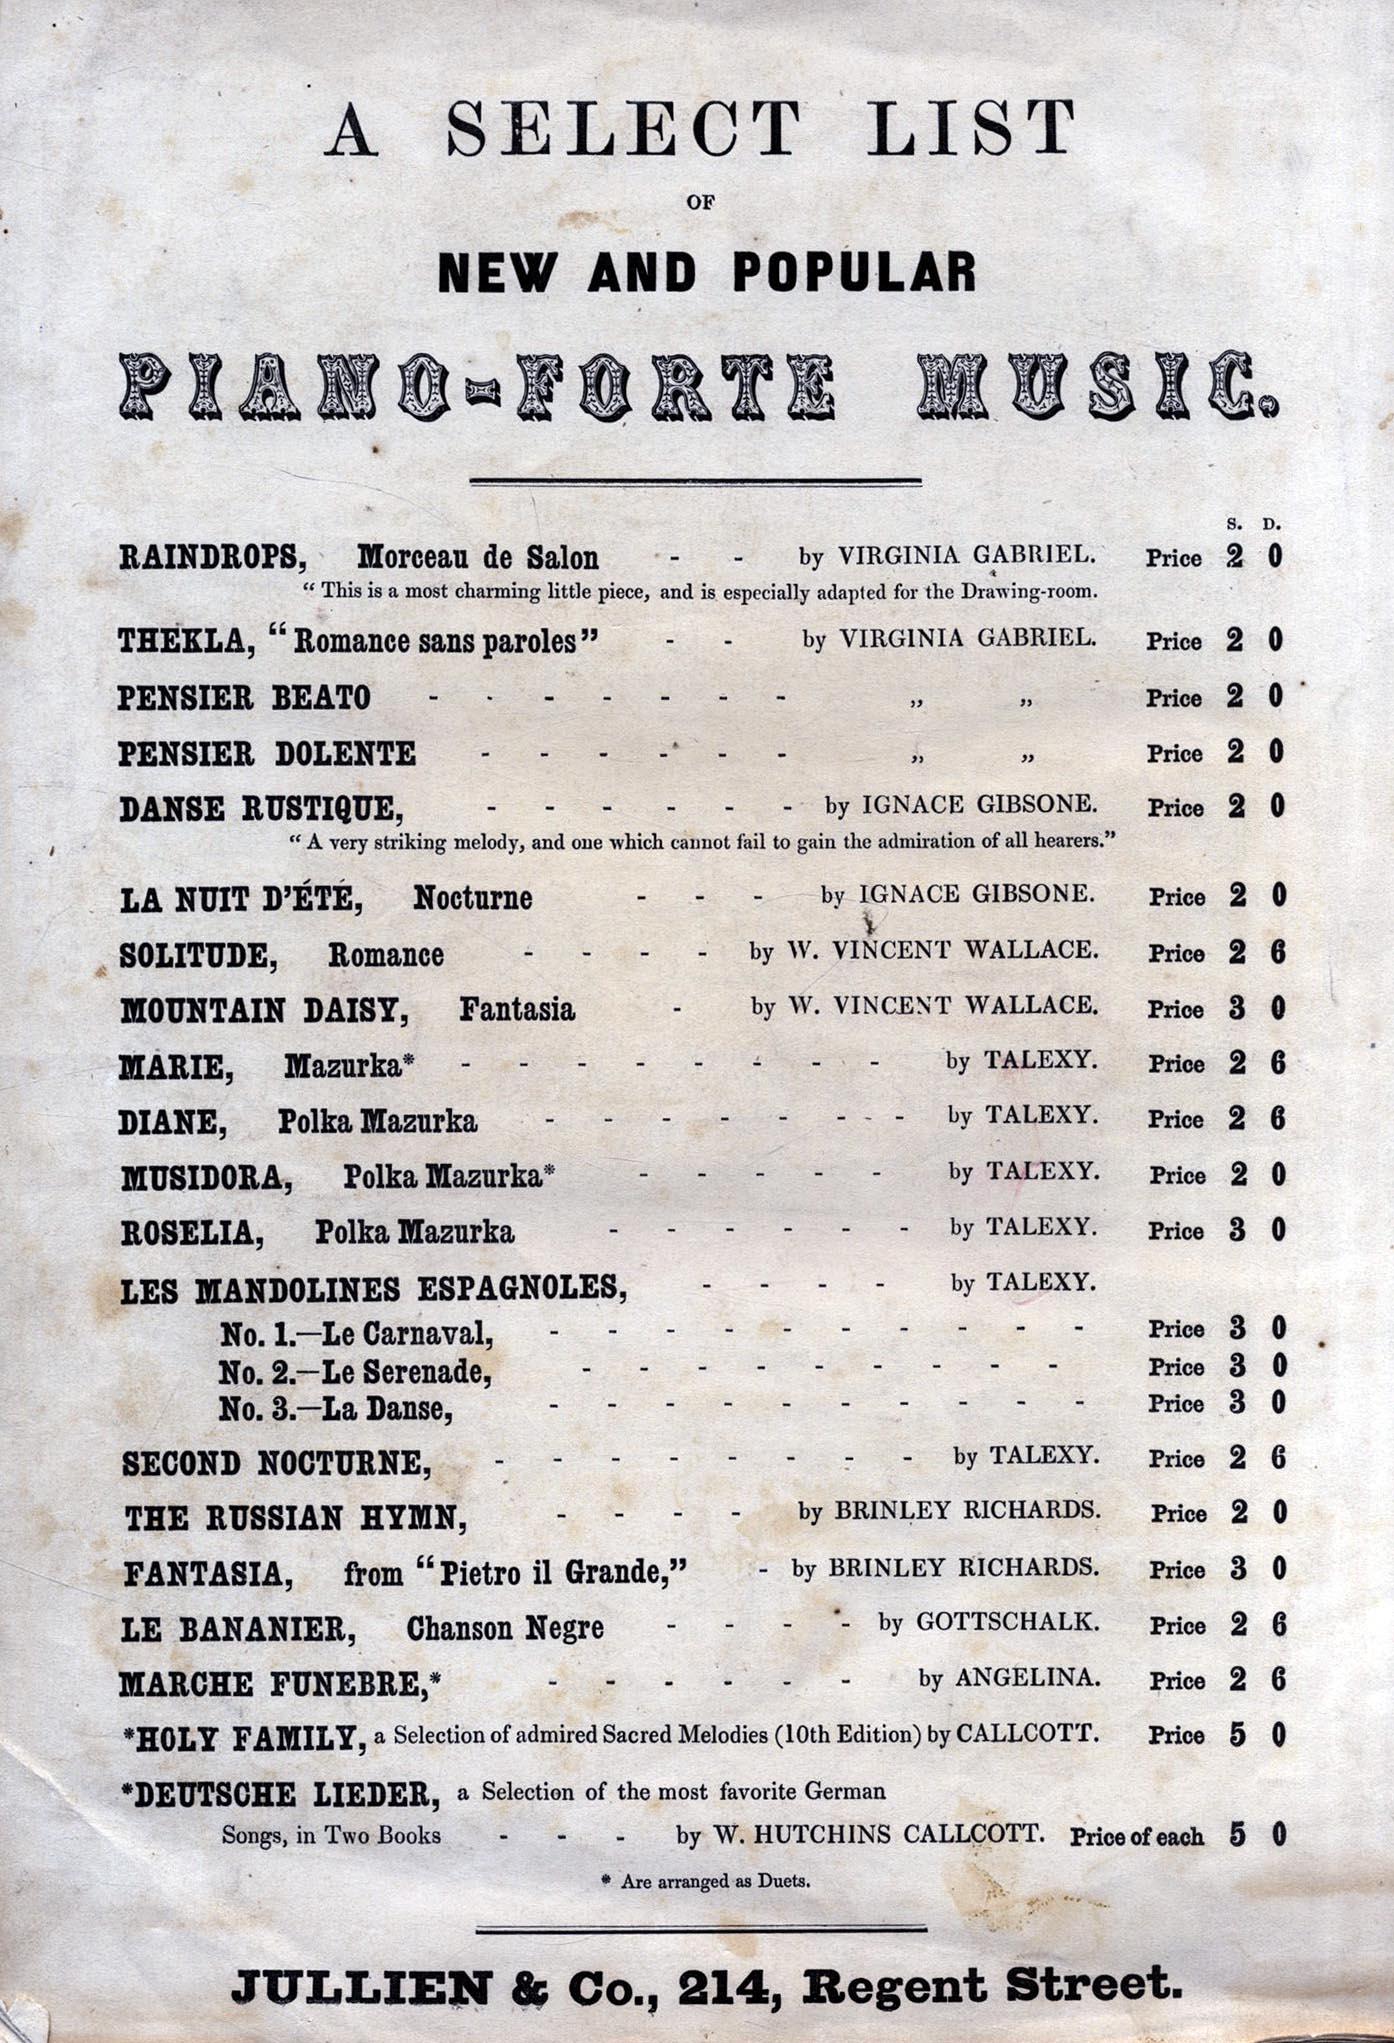 A SELECT LIST
OF
NEW AND POPULAR
PIANO-FORTE MUSIC.
S. D.
RAINDROPS, Morceau de Salon - - by VIRGINIA GABRIEL. Price 2 0
“ This is a most charming little piece, and is especially adapted for the Drawing-room.
THEKLA, “Romance sans paroles” - - by VIRGINIA GABRIEL. Price 2 0
PENSIER BEATO - - - - - - - „ „ Price 2 0
PENSIER DOLENTE - - - - - - „ „ Price 2 0
DANSE RUSTIQUE, - - - - - - by IGNACE GIBSONE. Price 2 0
“ A very striking melody, and one which cannot fail to gain the admiration of all hearers.”
LA NUIT D’ÉTÉ, Nocturne - - - by IGNACE GIBSONE. Price 2 0
SOLITUDE, Romance - - - - by W. VINCENT WALLACE. Price 2 6
MOUNTAIN DAISY, Fantasia - by W. VINCENT WALLACE. Price 3 0
MARIE, Mazurka* - - - - - - - - by TALEXY. Price 2 6
DIANE, Polka Mazurka - - - - - - - by TALEXY. Price 2 6
MUSIDORA, Polka Mazurka* - - - - - by TALEXY. Price 2 0
ROSELIA, Polka Mazurka - - - - - - by TALEXY. Price 3 0
LES MANDOLINES ESPAGNOLES, - - - - by TALEXY.
No. 1.—Le Carnaval, - - - - - - - - - - Price 3 0
No. 2.—Le Serenade, - - - - - - - - - Price 3 0
No. 3.—La Danse, - - - - - - - - - - Price 3 0
SECOND NOCTURNE, - - - - - - - - by TALEXY. Price 2 6
THE RUSSIAN HYMN, - - - - by BRINLEY RICHARDS. Price 2 0
FANTASIA, from “Pietro il Grande,” - by BRINLEY RICHARDS. Price 3 0
LE BANANIER, Chanson Negre - - - - by GOTTSCHALK. Price 2 6
MARCHE FUNEBRE,* - - - - - - by ANGELINA. Price 2 6
*HOLY FAMILY, a Selection of admired Sacred Melodies (10th Edition) by CALLCOTT. Price 5 0
*DEUTSCHE LIEDER, a Selection of the most favorite German
Songs, in Two Books - - - by W. HUTCHINS CALLCOTT. Price of each 5 0
* Are arranged as Duets.
JULLIEN & Co., 214, Regent Street.